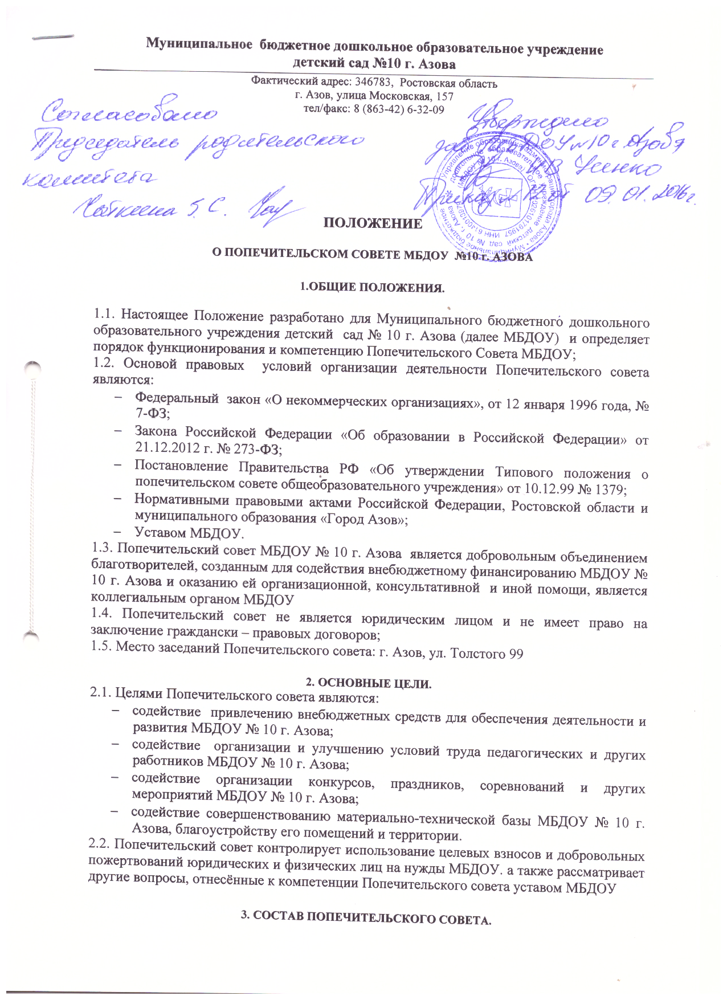 Муниципальное бюджетное дошкольное образовательное учреждение
детский сад №10 г. Азова
Фактический адрес: 346783, Ростовская область
г. Азов, улица Московская, 157
тел/факс: 8 (863-42) 6-32-09
Согласовано
Председатель родительского
комитета
Утверждено
МБДОУ №10 г Азова
Приказ 09.01.2016г.
ПОЛОЖЕНИЕ
О ПОПЕЧИТЕЛЬСКОМ СОВЕТЕ МБДОУ №10 г. АЗОВА
1.ОБЩИЕ ПОЛОЖЕНИЯ.
1.1. Настоящее Положение разработано для Муниципального бюджетного дошкольного
образовательного учреждения детский сад № 10 г. Азова (далее МБДОУ) и определяет
порядок функционирования и компетенцию Попечительского Совета МБДОУ;
1.2. Основой правовых условий организации деятельности Попечительского совета
являются:
– Федеральный закон «О некоммерческих организациях», от 12 января 1996 года, №
7-ФЗ;
– Закона Российской Федерации «Об образовании в Российской Федерации» от
21.12.2012 г. № 273-ФЗ;
– Постановление Правительства РФ «Об утверждении Типового положения о
попечительском совете общеобразовательного учреждения» от 10.12.99 № 1379;
– Нормативными правовыми актами Российской Федерации, Ростовской области и
муниципального образования «Город Азов»;
– Уставом МБДОУ.
1.3. Попечительский совет МБДОУ № 10 г. Азова является добровольным объединением
благотворителей, созданным для содействия внебюджетному финансированию МБДОУ №
10 г. Азова и оказанию ей организационной, консультативной и иной помощи, является
коллегиальным органом МБДОУ
1.4. Попечительский совет не является юридическим лицом и не имеет право на
заключение граждански – правовых договоров;
1.5. Место заседаний Попечительского совета: г. Азов, ул. Толстого 99
2. ОСНОВНЫЕ ЦЕЛИ.
2.1. Целями Попечительского совета являются:
– содействие привлечению внебюджетных средств для обеспечения деятельности и
развития МБДОУ № 10 г. Азова;
– содействие организации и улучшению условий труда педагогических и других
работников МБДОУ № 10 г. Азова;
– содействие организации конкурсов, праздников, соревнований и других
мероприятий МБДОУ № 10 г. Азова;
– содействие совершенствованию материально-технической базы МБДОУ № 10 г.
Азова, благоустройству его помещений и территории.
2.2. Попечительский совет контролирует использование целевых взносов и добровольных
пожертвований юридических и физических лиц на нужды МБДОУ. а также рассматривает
другие вопросы, отнесённые к компетенции Попечительского совета уставом МБДОУ
3. СОСТАВ ПОПЕЧИТЕЛЬСКОГО СОВЕТА.